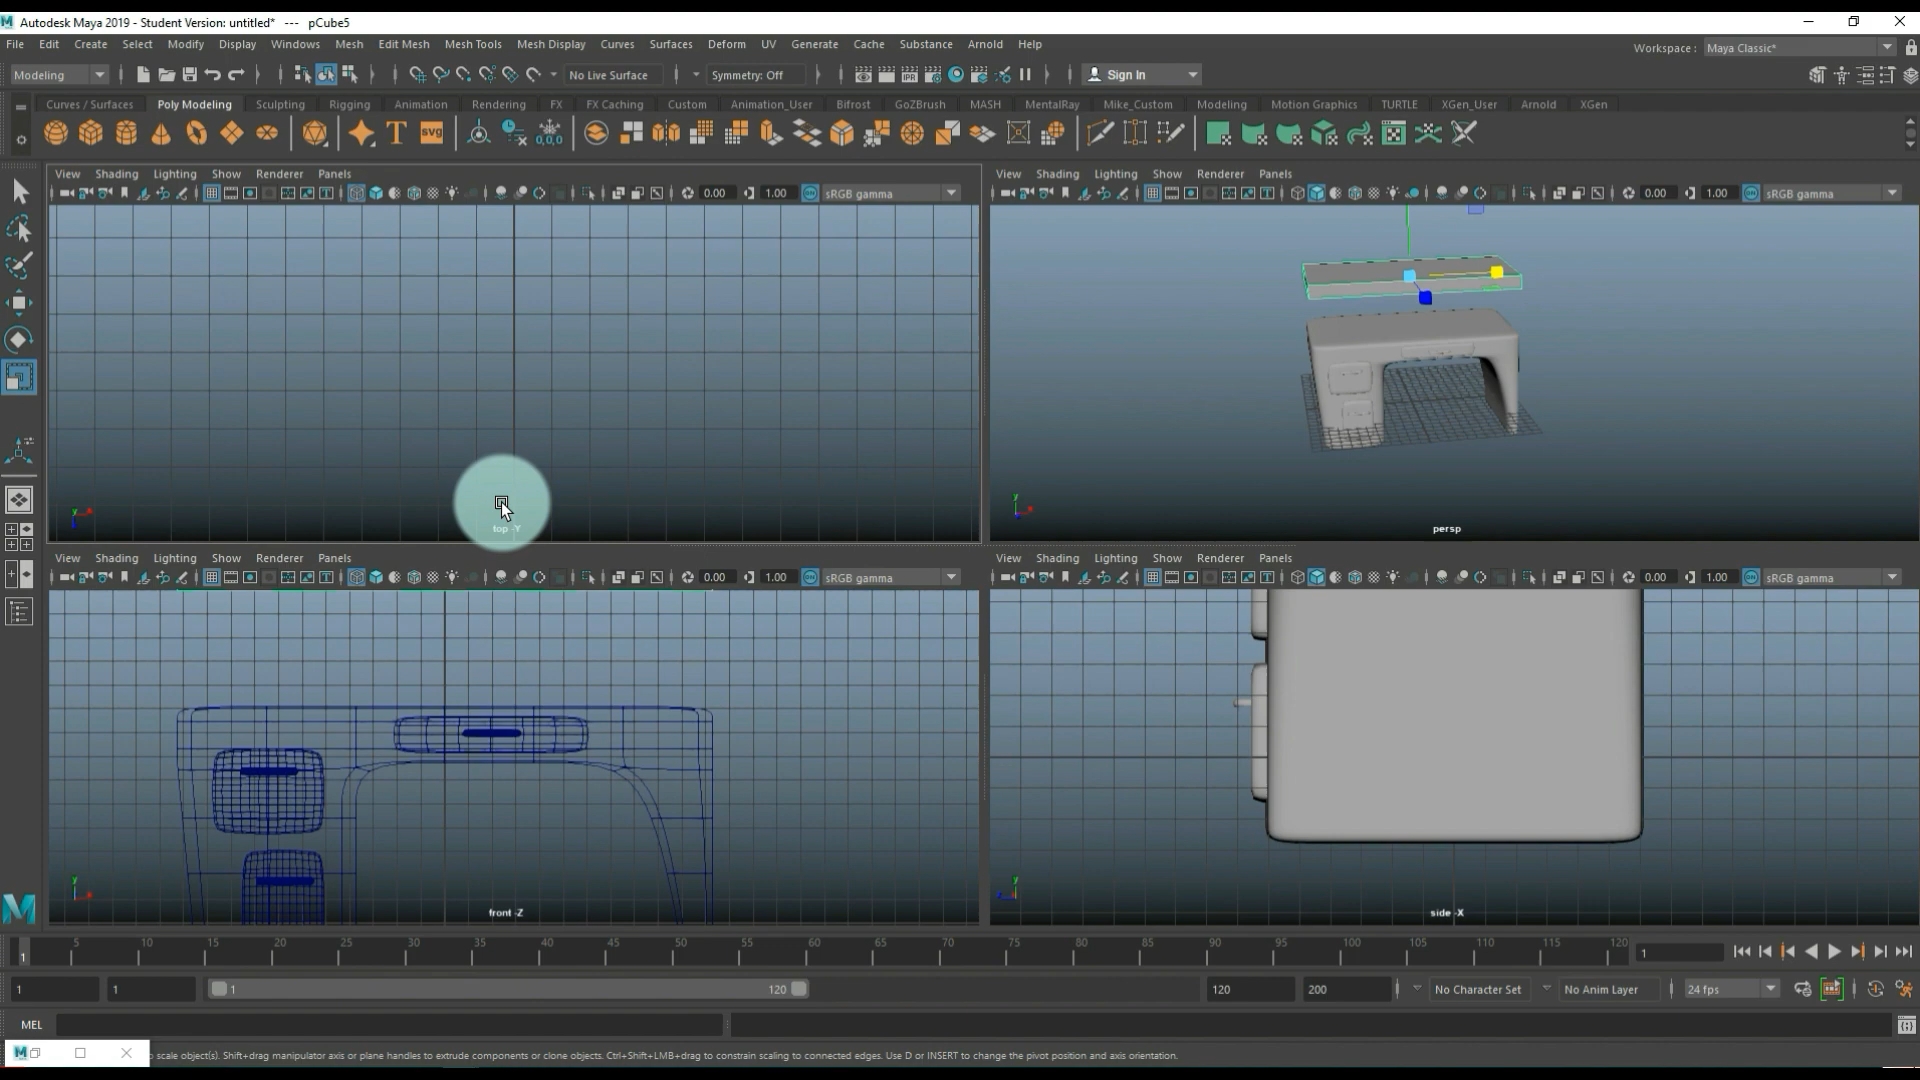 Autodesk Maya 2019 - Student Version: untitled* --- pCube5
File Edit Create Select Modify Display Windows Mesh Edit Mesh Mesh Tools Mesh Display Curves Surfaces Deform UV Generate Cache Substance Arnold Help
Workspace : Maya Classic*
Modeling No Live Surface Symmetry: Off Sign In
Curves / Surfaces Poly Modeling Sculpting Rigging Animation Rendering FX FX Caching Custom Animation_User Bifrost GoZBrush MASH MentalRay Mike_Custom Modeling Motion Graphics TURTLE XGen_User Arnold XGen
View Shading Lighting Show Renderer Panels
0.00 1.00 sRGB gamma
top -Y
View Shading Lighting Show Renderer Panels
0.00 1.00 sRGB gamma
persp
View Shading Lighting Show Renderer Panels
0.00 1.00 sRGB gamma
front -Z
View Shading Lighting Show Renderer Panels
0.00 1.00 sRGB gamma
side -X
5 10 15 20 25 30 35 40 45 50 55 60 65 70 75 80 85 90 95 100 105 110 115 120
1 1
1 1 1 120 120 200 No Character Set No Anim Layer 24 fps
MEL
scale object(s). Shift+drag manipulator axis or plane handles to extrude components or clone objects. Ctrl+Shift+LMB+drag to constrain scaling to connected edges. Use D or INSERT to change the pivot position and axis orientation.